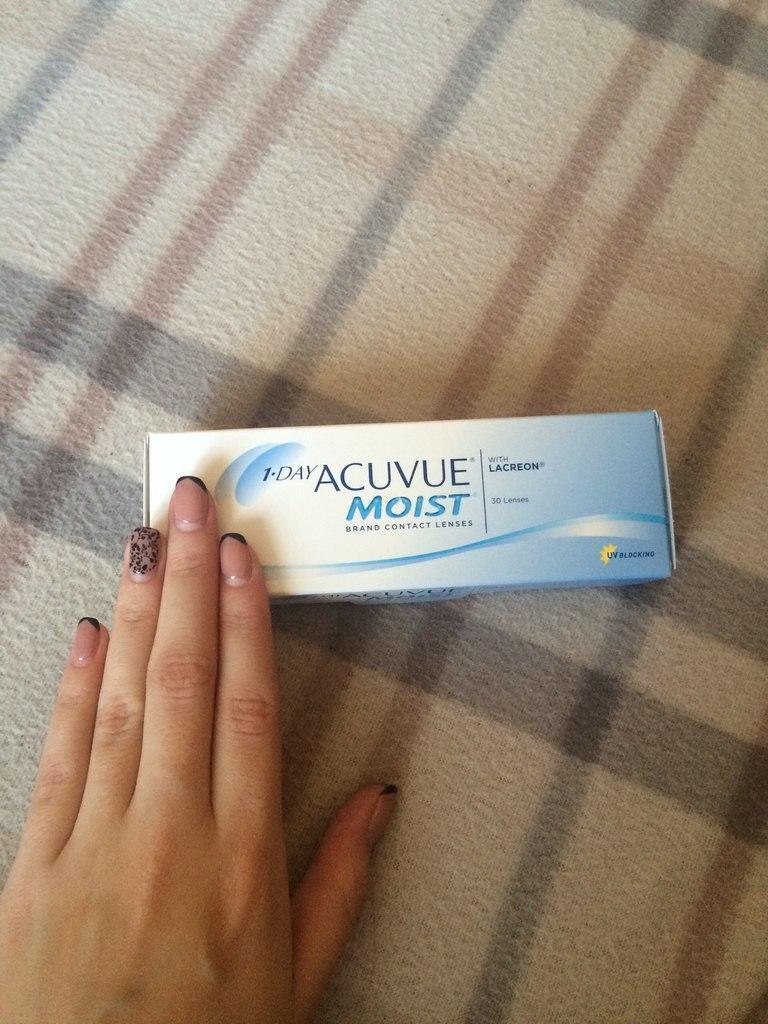 1·DAY ACUVUE®
MOIST®
BRAND CONTACT LENSES
WITH
LACREON®
30 Lenses
UV BLOCKING